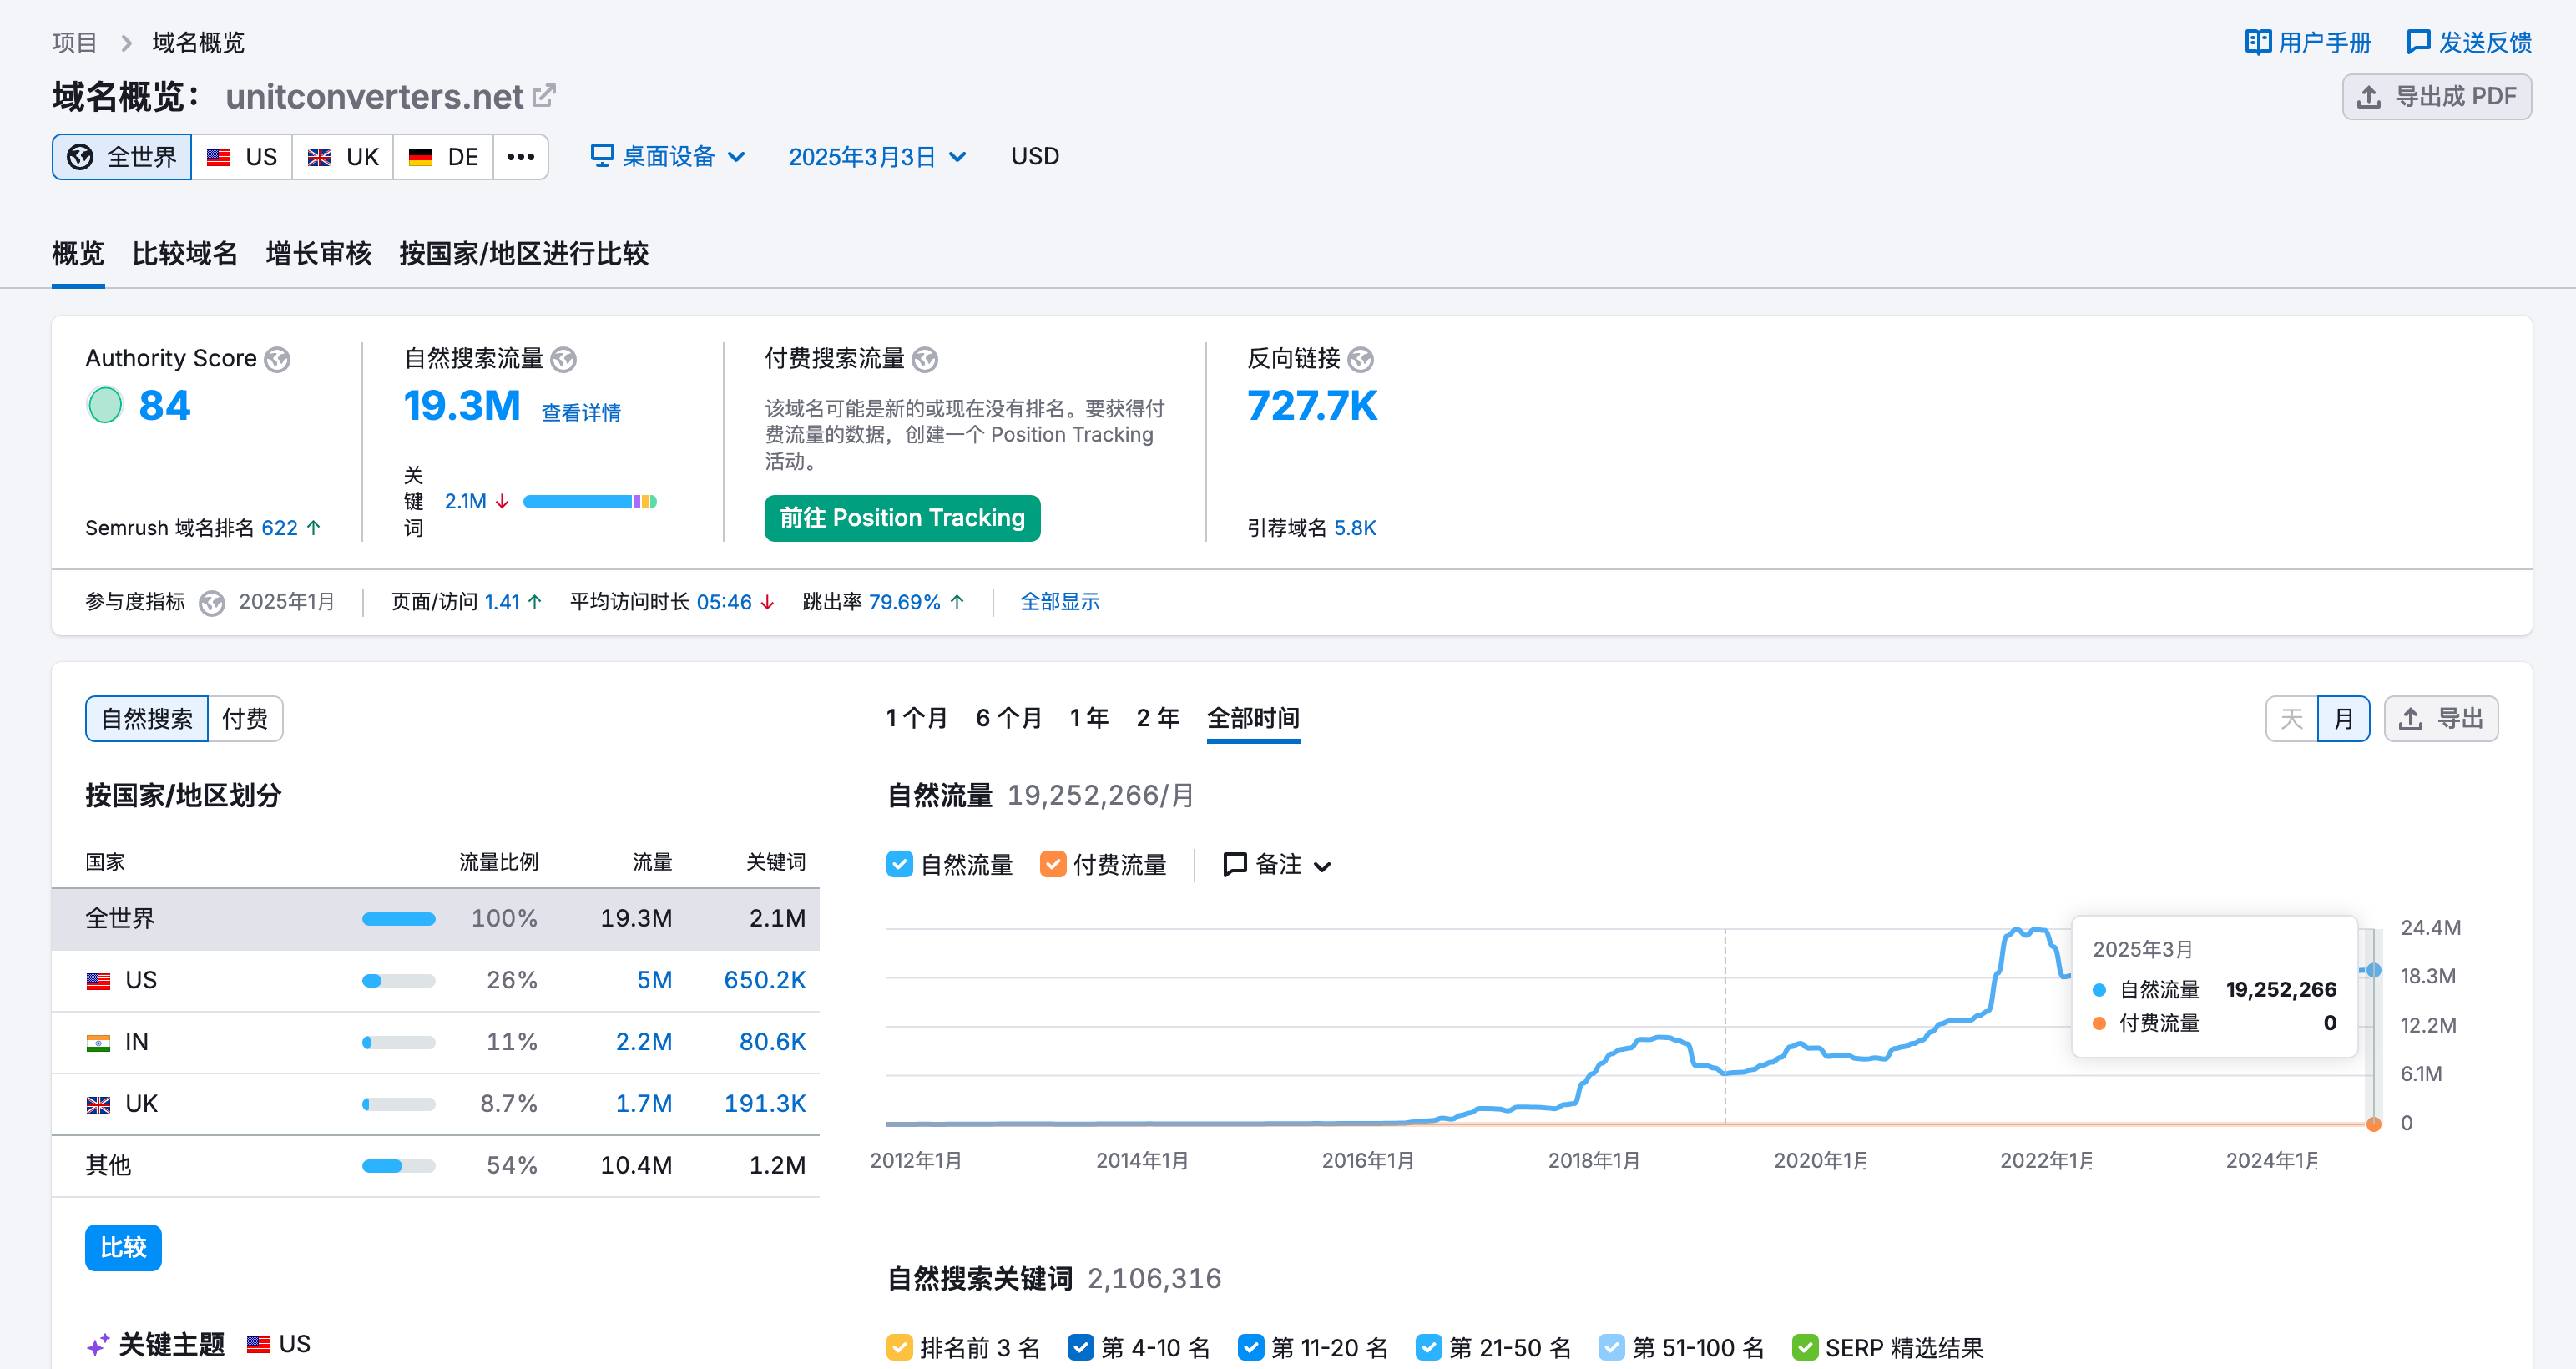 项目 > 域名概览
用户手册 发送反馈
域名概览： unitconverters.net
导出成 PDF
全世界 US UK DE •••
桌面设备 2025年3月3日 USD
概览 比较域名 增长审核 按国家/地区进行比较
Authority Score
84
Semrush 域名排名 622 ↑
自然搜索流量
19.3M 查看详情
关键词 2.1M ↓
付费搜索流量
该域名可能是新的或现在没有排名。要获得付
费流量的数据，创建一个 Position Tracking
活动。
前往 Position Tracking
反向链接
727.7K
引荐域名 5.8K
参与度指标 2025年1月 页面/访问 1.41 ↑ 平均访问时长 05:46 ↓ 跳出率 79.69% ↑ 全部显示
自然搜索 付费
按国家/地区划分
国家 流量比例 流量 关键词
全世界 100% 19.3M 2.1M
US 26% 5M 650.2K
IN 11% 2.2M 80.6K
UK 8.7% 1.7M 191.3K
其他 54% 10.4M 1.2M
比较
关键主题 US
1 个月 6 个月 1 年 2 年 全部时间
天 月 导出
自然流量 19,252,266/月
自然流量 付费流量 备注
24.4M
18.3M
12.2M
6.1M
0
2025年3月
自然流量 19,252,266
付费流量 0
2012年1月 2014年1月 2016年1月 2018年1月 2020年1月 2022年1月 2024年1月
自然搜索关键词 2,106,316
排名前 3 名 第 4-10 名 第 11-20 名 第 21-50 名 第 51-100 名 SERP 精选结果